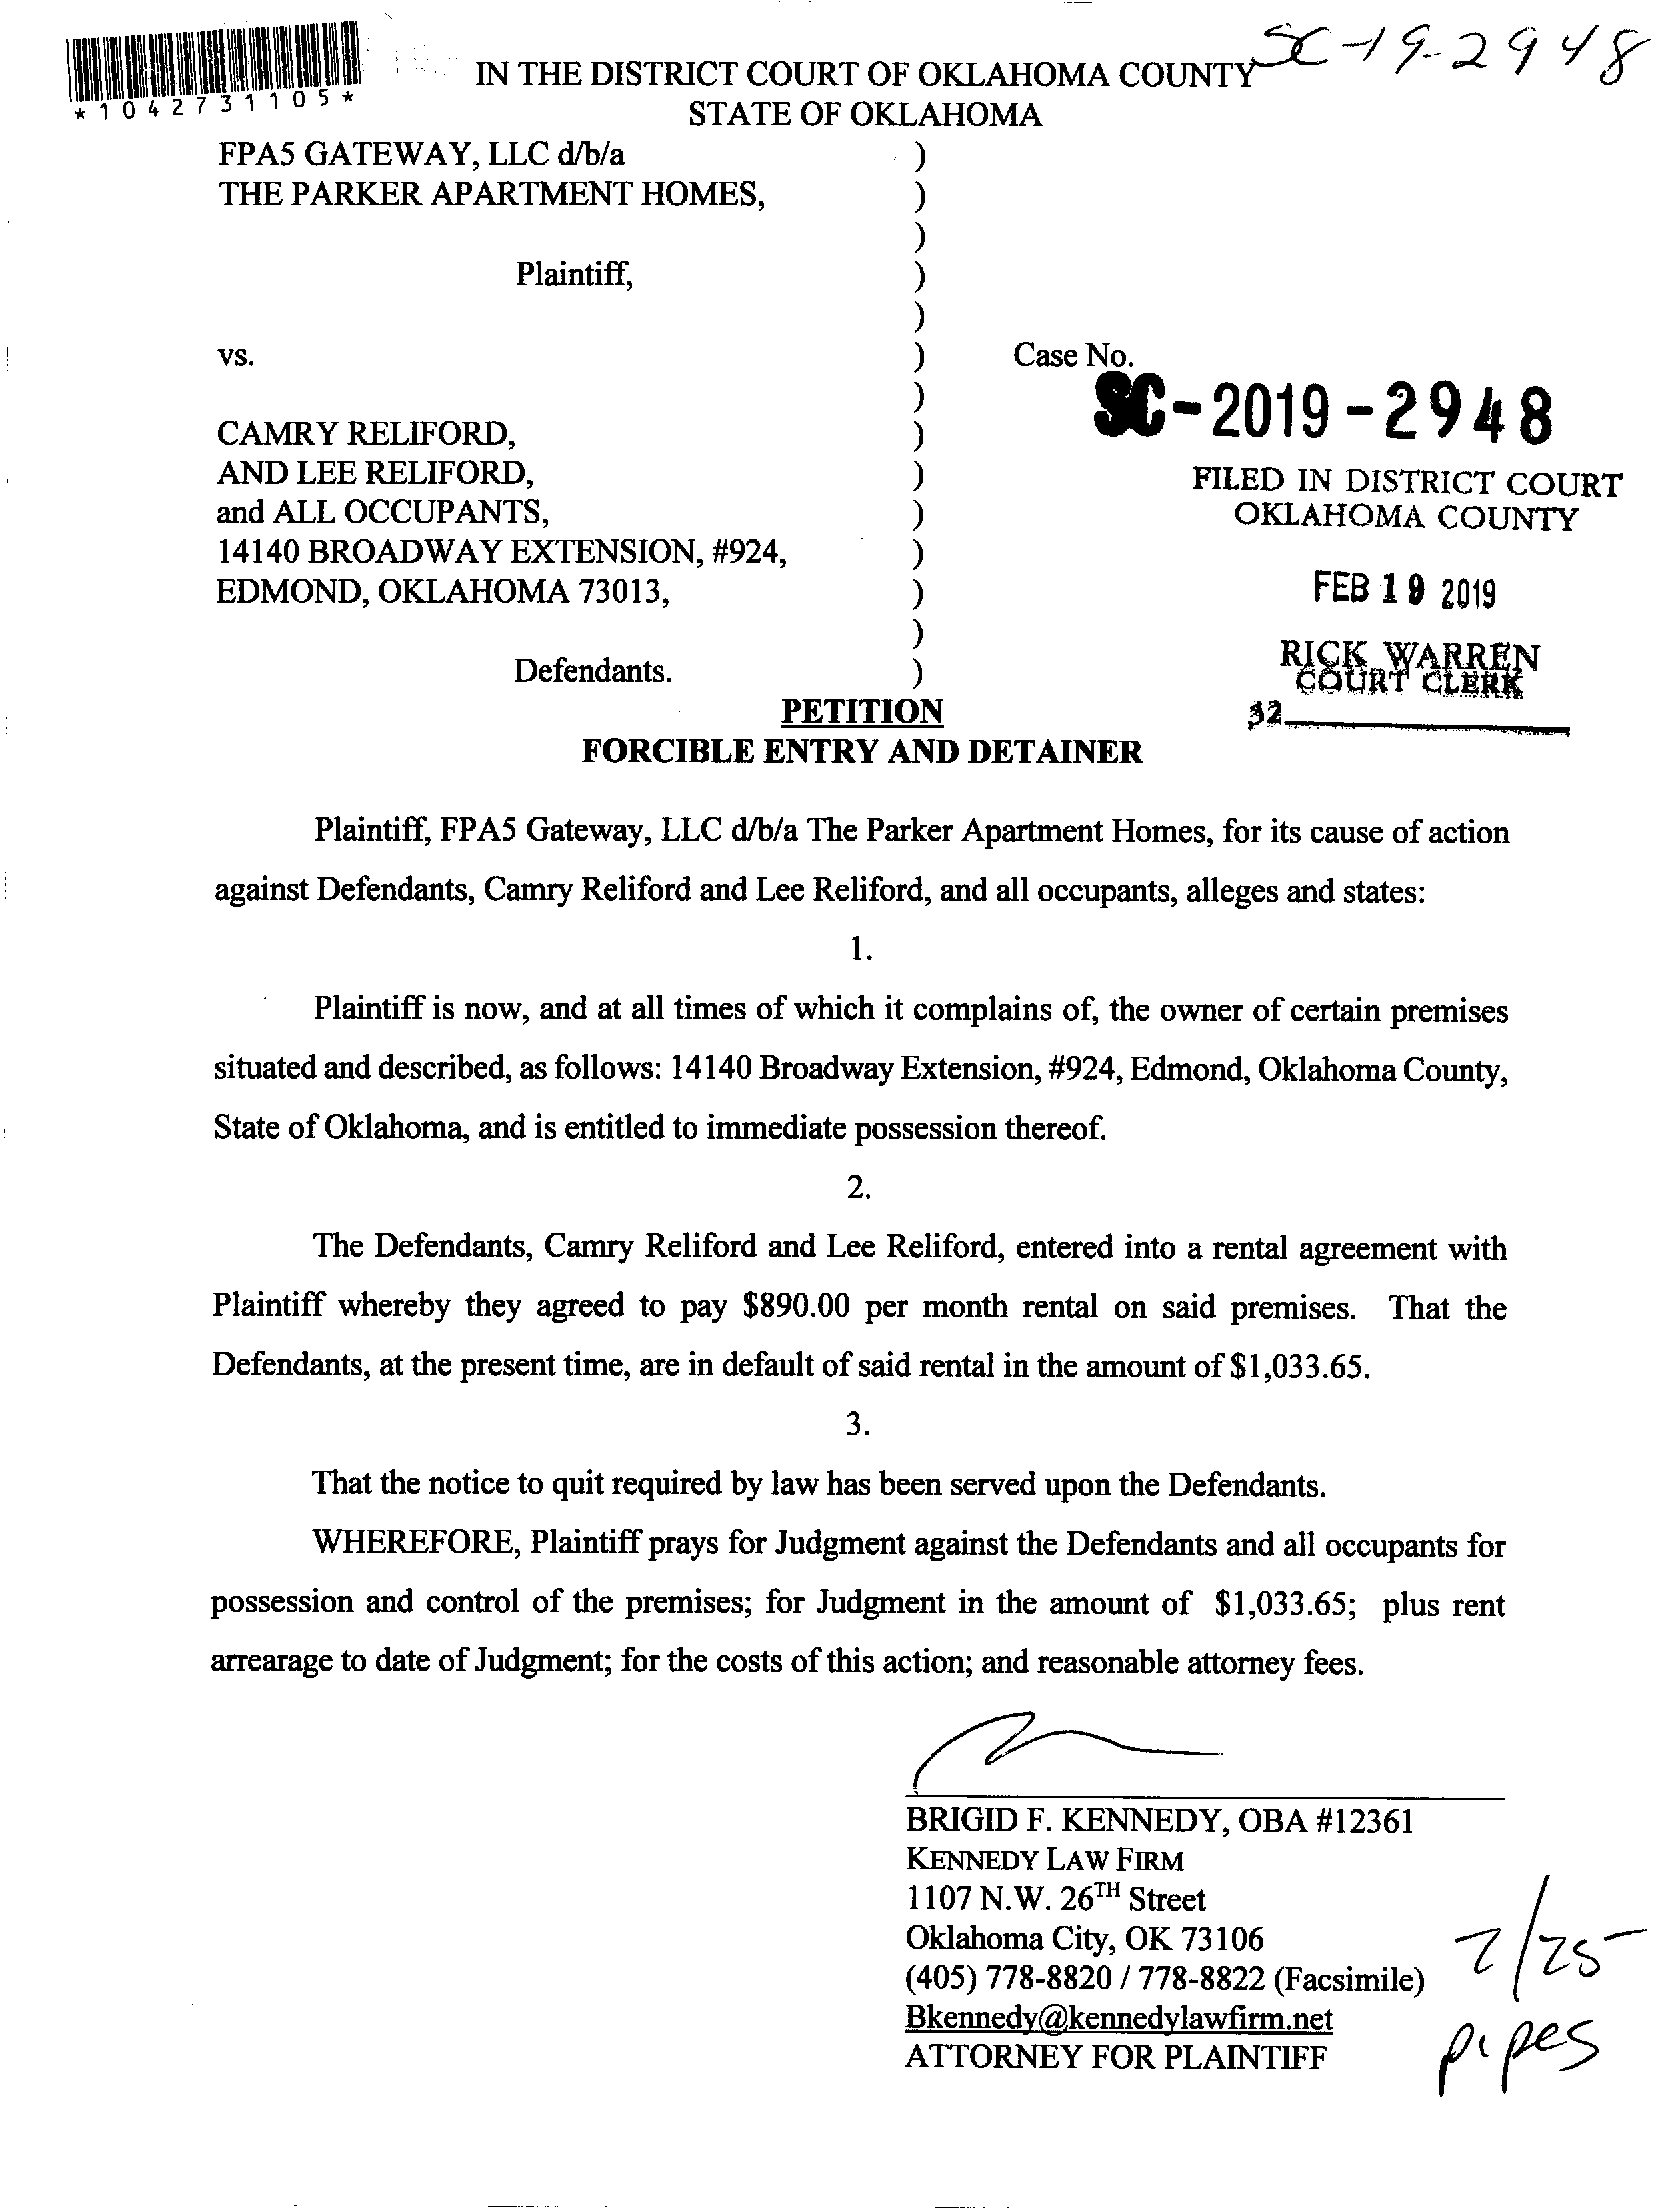 SC-19-2948
*1042731105*
IN THE DISTRICT COURT OF OKLAHOMA COUNTY
STATE OF OKLAHOMA
FPA5 GATEWAY, LLC d/b/a )
THE PARKER APARTMENT HOMES, )
)
Plaintiff, )
)
vs. ) Case No.
)
SC-2019-2948
CAMRY RELIFORD, )
AND LEE RELIFORD, )
FILED IN DISTRICT COURT
and ALL OCCUPANTS, )
OKLAHOMA COUNTY
14140 BROADWAY EXTENSION, #924, )
EDMOND, OKLAHOMA 73013, )
FEB 19 2019
)
RICK WARREN
COURT CLERK
Defendants. )
32
PETITION
FORCIBLE ENTRY AND DETAINER
Plaintiff, FPA5 Gateway, LLC d/b/a The Parker Apartment Homes, for its cause of action
against Defendants, Camry Reliford and Lee Reliford, and all occupants, alleges and states:
1.
Plaintiff is now, and at all times of which it complains of, the owner of certain premises
situated and described, as follows: 14140 Broadway Extension, #924, Edmond, Oklahoma County,
State of Oklahoma, and is entitled to immediate possession thereof.
2.
The Defendants, Camry Reliford and Lee Reliford, entered into a rental agreement with
Plaintiff whereby they agreed to pay $890.00 per month rental on said premises. That the
Defendants, at the present time, are in default of said rental in the amount of $1,033.65.
3.
That the notice to quit required by law has been served upon the Defendants.
WHEREFORE, Plaintiff prays for Judgment against the Defendants and all occupants for
possession and control of the premises; for Judgment in the amount of $1,033.65; plus rent
arrearage to date of Judgment; for the costs of this action; and reasonable attorney fees.
BRIGID F. KENNEDY, OBA #12361
KENNEDY LAW FIRM
1107 N.W. 26TH Street
Oklahoma City, OK 73106
(405) 778-8820 / 778-8822 (Facsimile)
Bkennedy@kennedylawfirm.net
ATTORNEY FOR PLAINTIFF
2/25
pipes